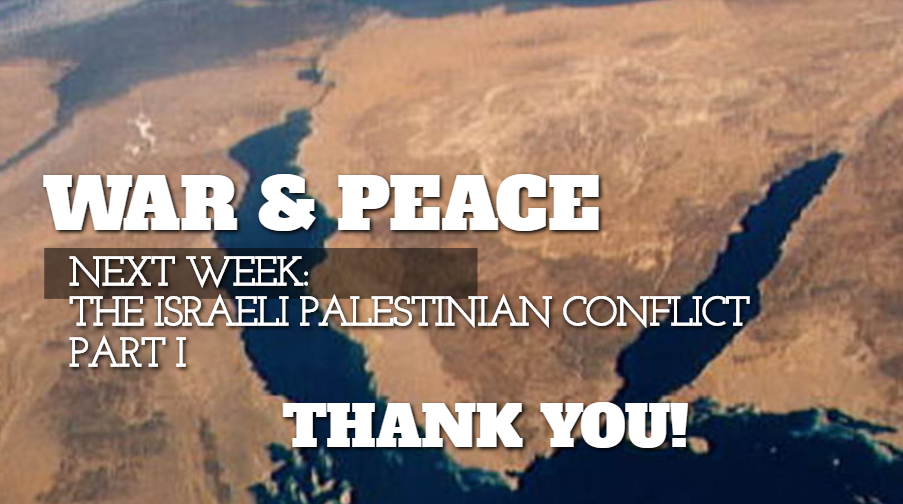 WAR & PEACE
NEXT WEEK:
THE ISRAELI PALESTINIAN CONFLICT
PART I
THANK YOU!